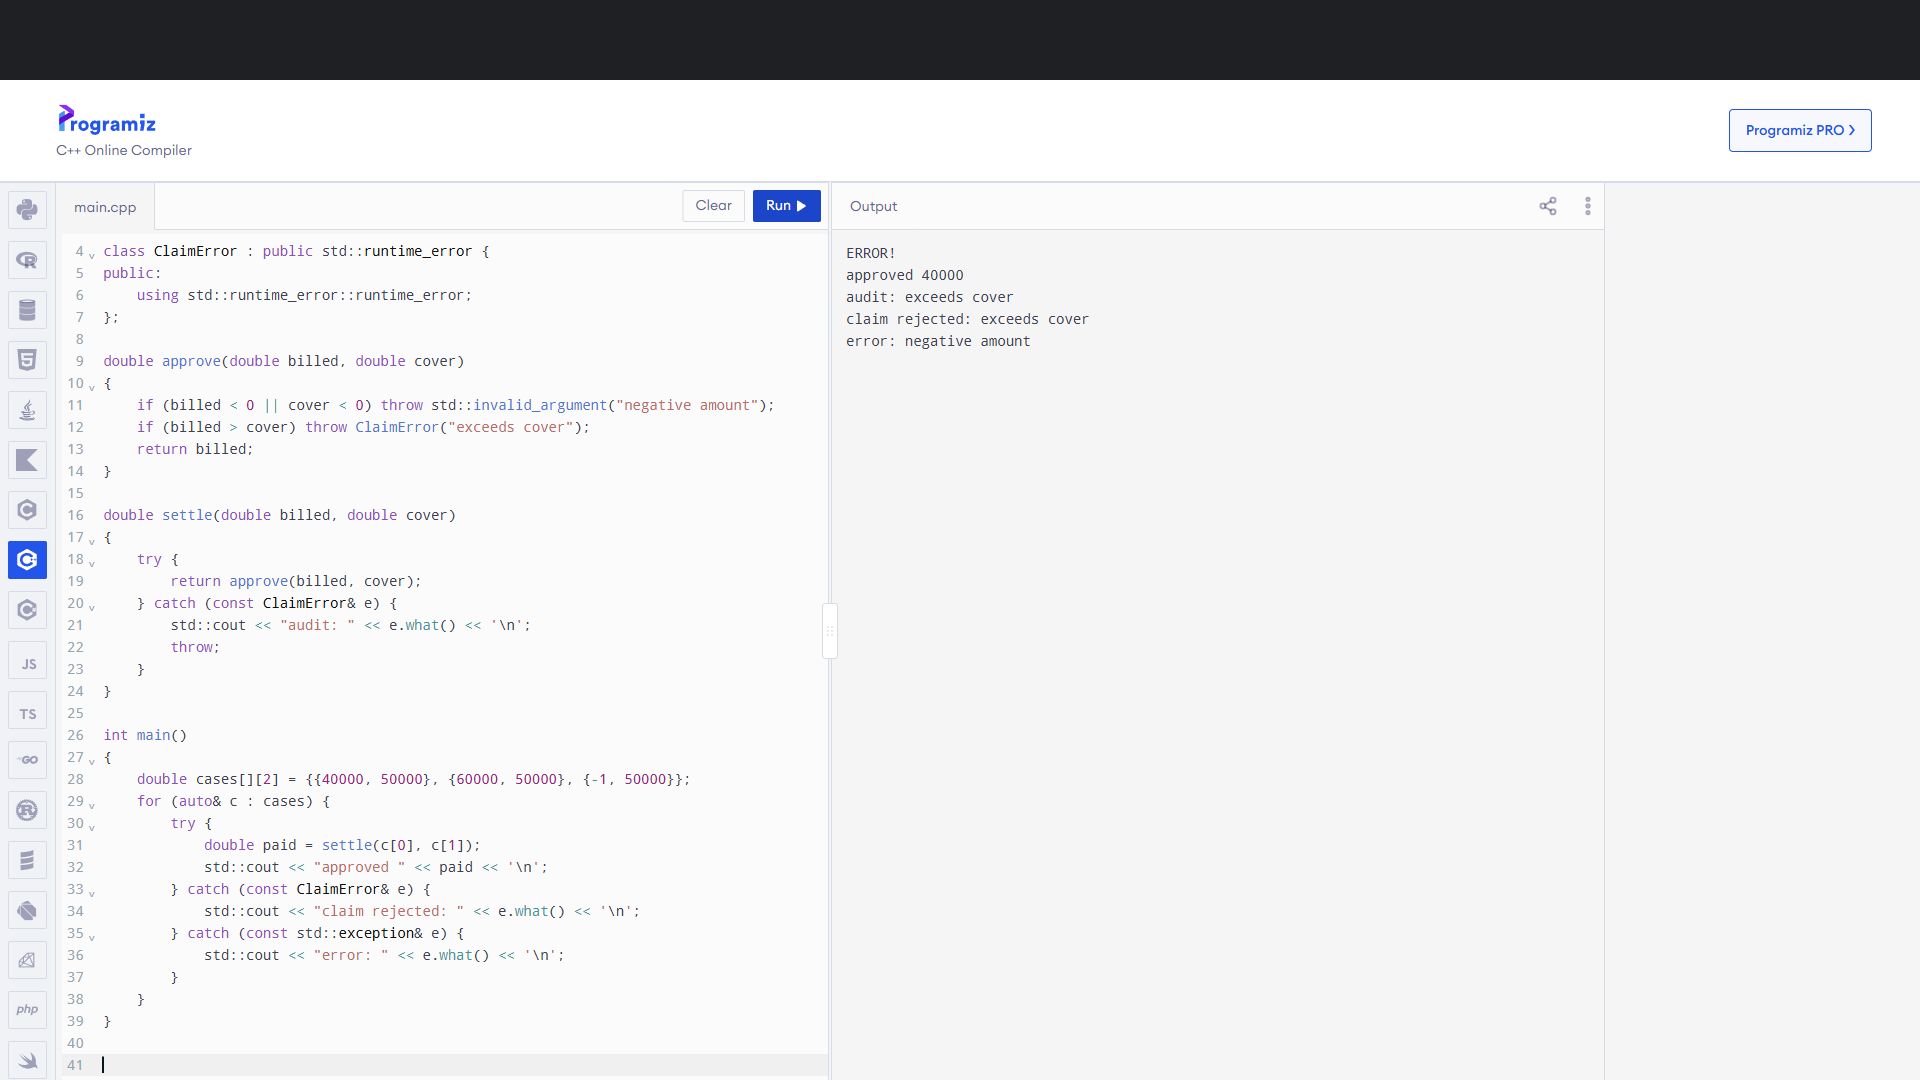 Programiz
C++ Online Compiler
Programiz PRO ❯
main.cpp
Clear
Run ▶
Output
4 class ClaimError : public std::runtime_error {
5 public:
6     using std::runtime_error::runtime_error;
7 };
8
9 double approve(double billed, double cover)
10 {
11     if (billed < 0 || cover < 0) throw std::invalid_argument("negative amount");
12     if (billed > cover) throw ClaimError("exceeds cover");
13     return billed;
14 }
15
16 double settle(double billed, double cover)
17 {
18     try {
19         return approve(billed, cover);
20     } catch (const ClaimError& e) {
21         std::cout << "audit: " << e.what() << '\n';
22         throw;
23     }
24 }
25
26 int main()
27 {
28     double cases[][2] = {{40000, 50000}, {60000, 50000}, {-1, 50000}};
29     for (auto& c : cases) {
30         try {
31             double paid = settle(c[0], c[1]);
32             std::cout << "approved " << paid << '\n';
33         } catch (const ClaimError& e) {
34             std::cout << "claim rejected: " << e.what() << '\n';
35         } catch (const std::exception& e) {
36             std::cout << "error: " << e.what() << '\n';
37         }
38     }
39 }
40
41
ERROR!
approved 40000
audit: exceeds cover
claim rejected: exceeds cover
error: negative amount
JS
TS
GO
php